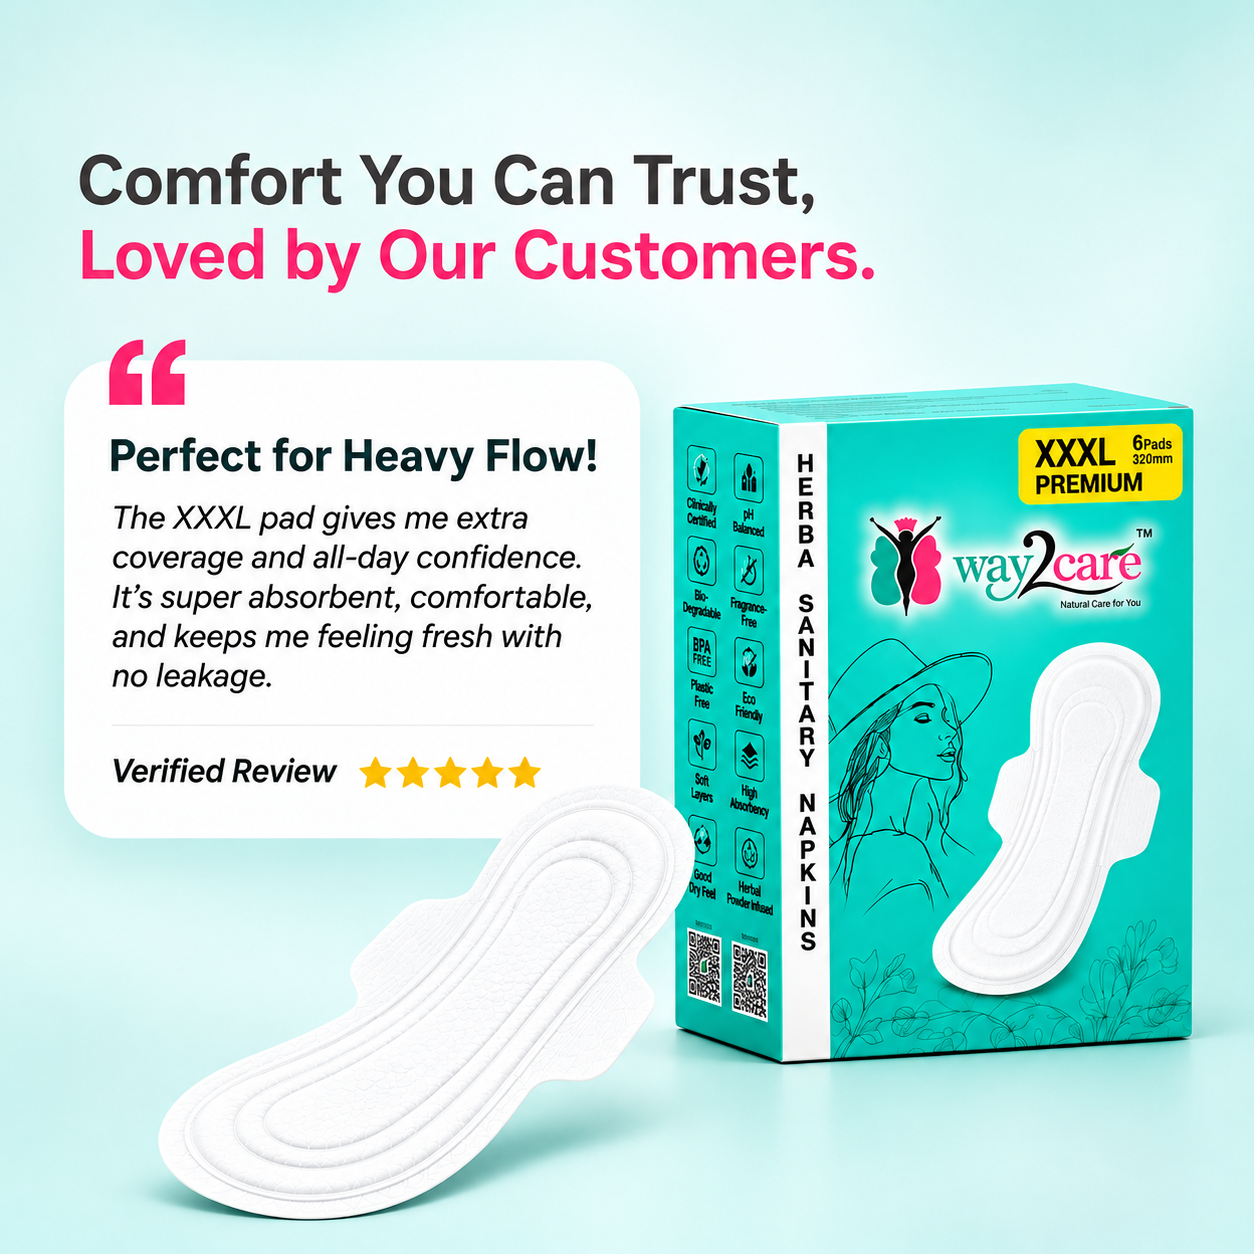 Comfort You Can Trust,
Loved by Our Customers.
“
Perfect for Heavy Flow!
The XXXL pad gives me extra
coverage and all-day confidence.
It’s super absorbent, comfortable,
and keeps me feeling fresh with
no leakage.
Verified Review
XXXL
PREMIUM
6Pads
320mm
way2care™
Natural Care for You
HERBA SANITARY NAPKINS
Clinically
Certified
pH
Balanced
Bio-
Degradable
Fragrance-
Free
BPA
FREE
Plastic
Free
Eco
Friendly
Soft
Layers
High
Absorbency
Good
Dry Feel
Herbal
Powder Infused